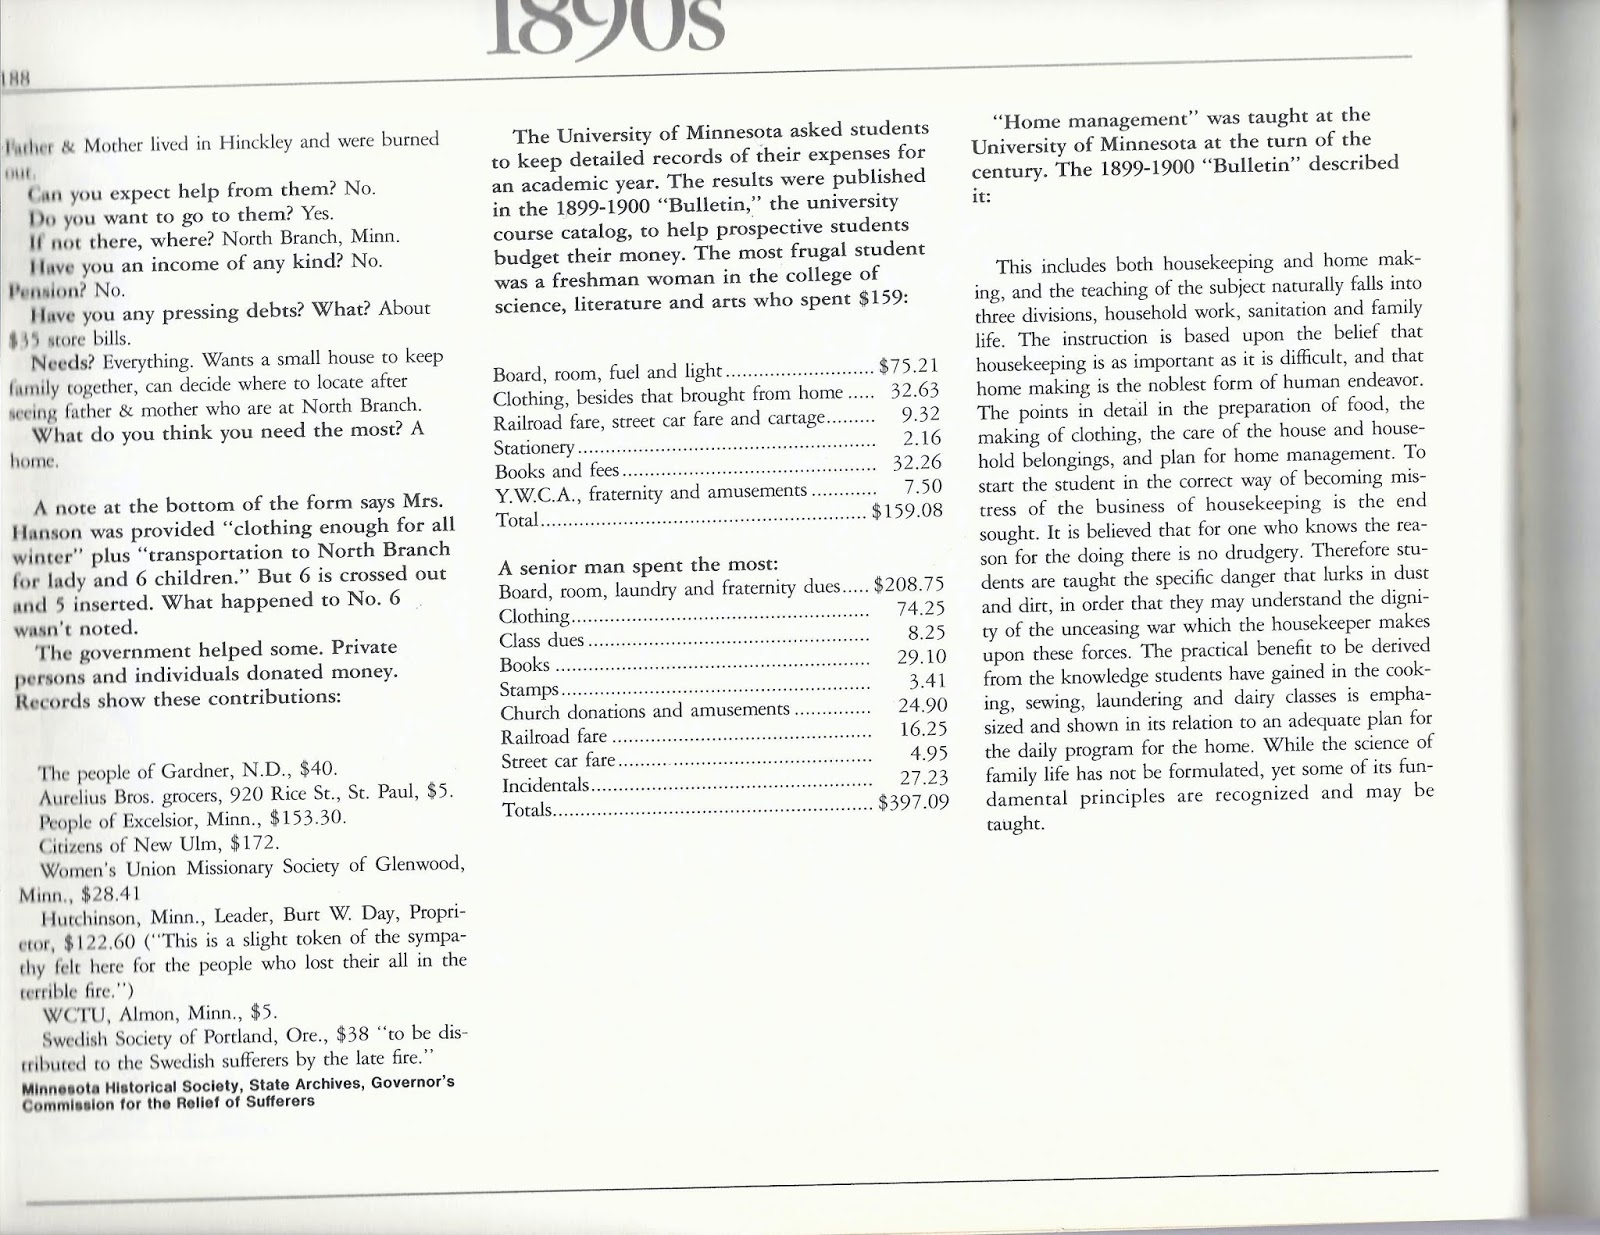 1890s
188
Father & Mother lived in Hinckley and were burned
out.
Can you expect help from them? No.
Do you want to go to them? Yes.
If not there, where? North Branch, Minn.
Have you an income of any kind? No.
Pension? No.
Have you any pressing debts? What? About
$35 store bills.
Needs? Everything. Wants a small house to keep
family together, can decide where to locate after
seeing father & mother who are at North Branch.
What do you think you need the most? A
home.
A note at the bottom of the form says Mrs.
Hanson was provided “clothing enough for all
winter” plus “transportation to North Branch
for lady and 6 children.” But 6 is crossed out
and 5 inserted. What happened to No. 6
wasn’t noted.
The government helped some. Private
persons and individuals donated money.
Records show these contributions:
The people of Gardner, N.D., $40.
Aurelius Bros. grocers, 920 Rice St., St. Paul, $5.
People of Excelsior, Minn., $153.30.
Citizens of New Ulm, $172.
Women’s Union Missionary Society of Glenwood,
Minn., $28.41
Hutchinson, Minn., Leader, Burt W. Day, Propri-
etor, $122.60 (“This is a slight token of the sympa-
thy felt here for the people who lost their all in the
terrible fire.”)
WCTU, Almon, Minn., $5.
Swedish Society of Portland, Ore., $38 “to be dis-
tributed to the Swedish sufferers by the late fire.”
Minnesota Historical Society, State Archives, Governor’s
Commission for the Relief of Sufferers
The University of Minnesota asked students
to keep detailed records of their expenses for
an academic year. The results were published
in the 1899-1900 “Bulletin,” the university
course catalog, to help prospective students
budget their money. The most frugal student
was a freshman woman in the college of
science, literature and arts who spent $159:
Board, room, fuel and light.......................... $75.21
Clothing, besides that brought from home ..... 32.63
Railroad fare, street car fare and cartage......... 9.32
Stationery.................................................... 2.16
Books and fees............................................. 32.26
Y.W.C.A., fraternity and amusements ............ 7.50
Total......................................................... $159.08
A senior man spent the most:
Board, room, laundry and fraternity dues..... $208.75
Clothing.................................................... 74.25
Class dues ................................................. 8.25
Books ....................................................... 29.10
Stamps...................................................... 3.41
Church donations and amusements .............. 24.90
Railroad fare .............................................. 16.25
Street car fare............................................. 4.95
Incidentals................................................. 27.23
Totals........................................................ $397.09
“Home management” was taught at the
University of Minnesota at the turn of the
century. The 1899-1900 “Bulletin” described
it:
This includes both housekeeping and home mak-
ing, and the teaching of the subject naturally falls into
three divisions, household work, sanitation and family
life. The instruction is based upon the belief that
housekeeping is as important as it is difficult, and that
home making is the noblest form of human endeavor.
The points in detail in the preparation of food, the
making of clothing, the care of the house and house-
hold belongings, and plan for home management. To
start the student in the correct way of becoming mis-
tress of the business of housekeeping is the end
sought. It is believed that for one who knows the rea-
son for the doing there is no drudgery. Therefore stu-
dents are taught the specific danger that lurks in dust
and dirt, in order that they may understand the digni-
ty of the unceasing war which the housekeeper makes
upon these forces. The practical benefit to be derived
from the knowledge students have gained in the cook-
ing, sewing, laundering and dairy classes is empha-
sized and shown in its relation to an adequate plan for
the daily program for the home. While the science of
family life has not be formulated, yet some of its fun-
damental principles are recognized and may be
taught.